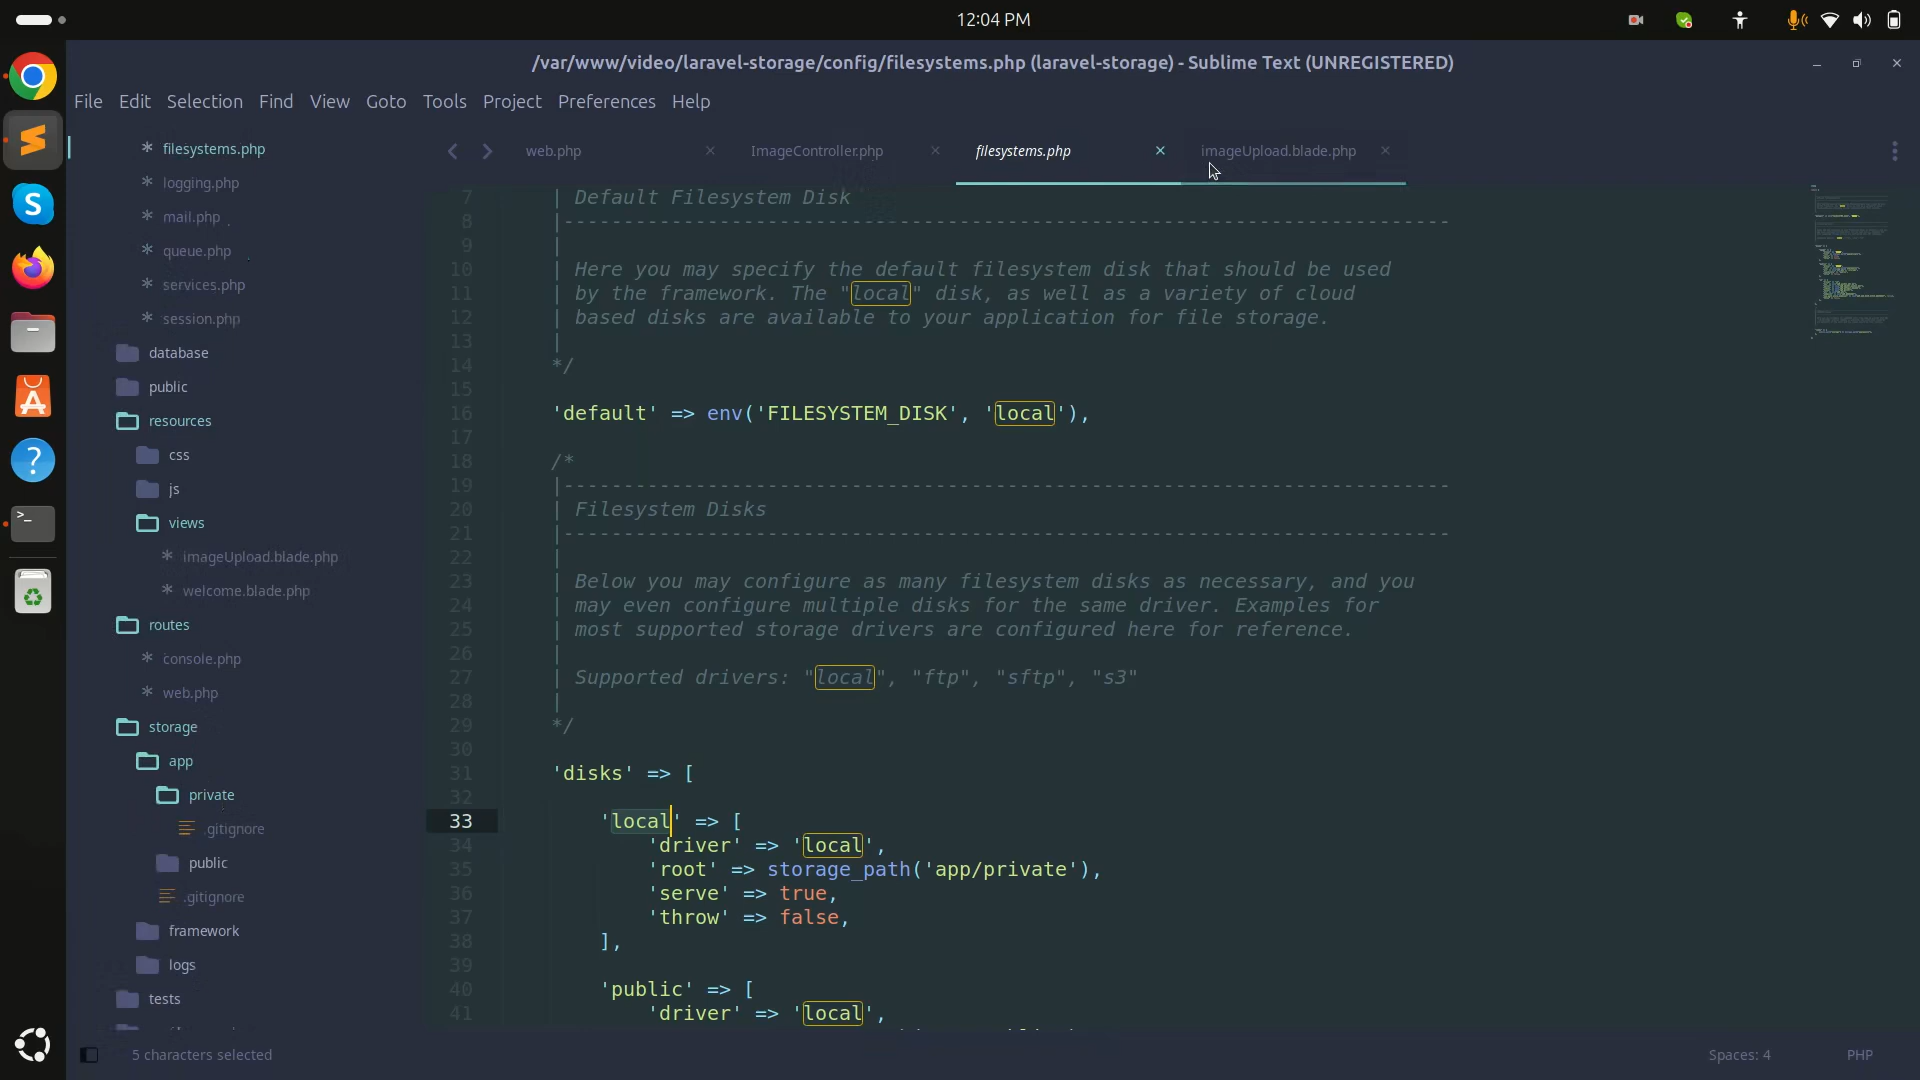 12:04 PM
/var/www/video/laravel-storage/config/filesystems.php (laravel-storage) - Sublime Text (UNREGISTERED)
File Edit Selection Find View Goto Tools Project Preferences Help
web.php ImageController.php filesystems.php imageUpload.blade.php
filesystems.php
logging.php
mail.php
queue.php
services.php
session.php
database
public
resources
css
js
views
imageUpload.blade.php
welcome.blade.php
routes
console.php
web.php
storage
app
private
.gitignore
public
.gitignore
framework
logs
tests
7 | Default Filesystem Disk
8 |--------------------------------------------------------------------------
9 |
10 | Here you may specify the default filesystem disk that should be used
11 | by the framework. The "local" disk, as well as a variety of cloud
12 | based disks are available to your application for file storage.
13 |
14 */
15
16 'default' => env('FILESYSTEM_DISK', 'local'),
17
18 /*
19 |--------------------------------------------------------------------------
20 | Filesystem Disks
21 |--------------------------------------------------------------------------
22 |
23 | Below you may configure as many filesystem disks as necessary, and you
24 | may even configure multiple disks for the same driver. Examples for
25 | most supported storage drivers are configured here for reference.
26 |
27 | Supported drivers: "local", "ftp", "sftp", "s3"
28 |
29 */
30
31 'disks' => [
32
33 'local' => [
34 'driver' => 'local',
35 'root' => storage_path('app/private'),
36 'serve' => true,
37 'throw' => false,
38 ],
39
40 'public' => [
41 'driver' => 'local',
5 characters selected
Spaces: 4 PHP